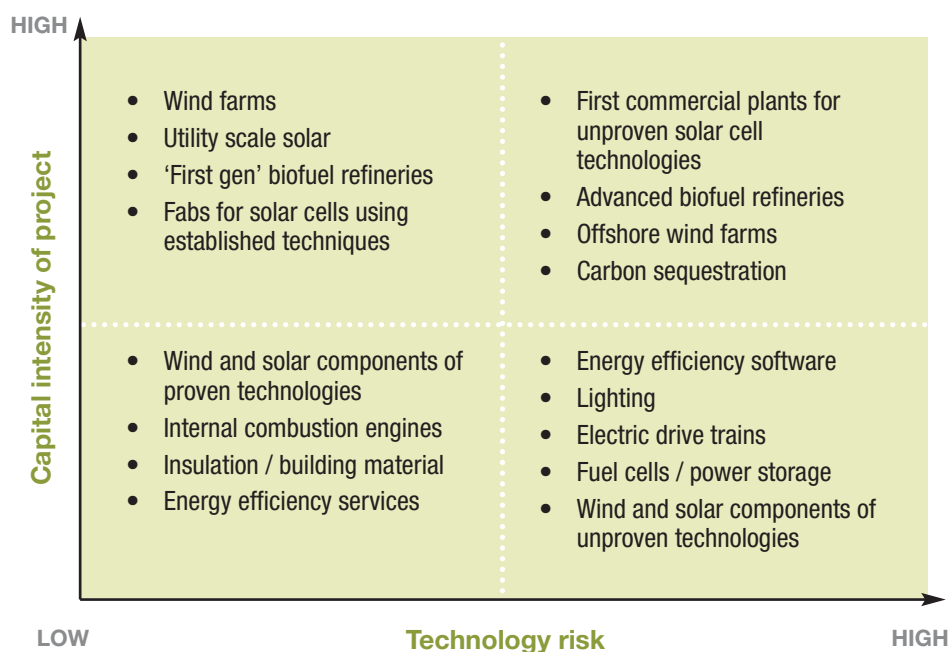 HIGH
Capital intensity of project
• Wind farms
• Utility scale solar
• ‘First gen’ biofuel refineries
• Fabs for solar cells using
established techniques
• First commercial plants for
unproven solar cell
technologies
• Advanced biofuel refineries
• Offshore wind farms
• Carbon sequestration
• Wind and solar components of
proven technologies
• Internal combustion engines
• Insulation / building material
• Energy efficiency services
• Energy efficiency software
• Lighting
• Electric drive trains
• Fuel cells / power storage
• Wind and solar components of
unproven technologies
LOW
Technology risk
HIGH